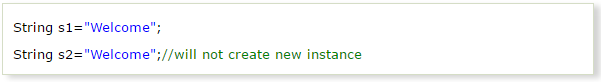 String s1="Welcome";
String s2="Welcome";//will not create new instance